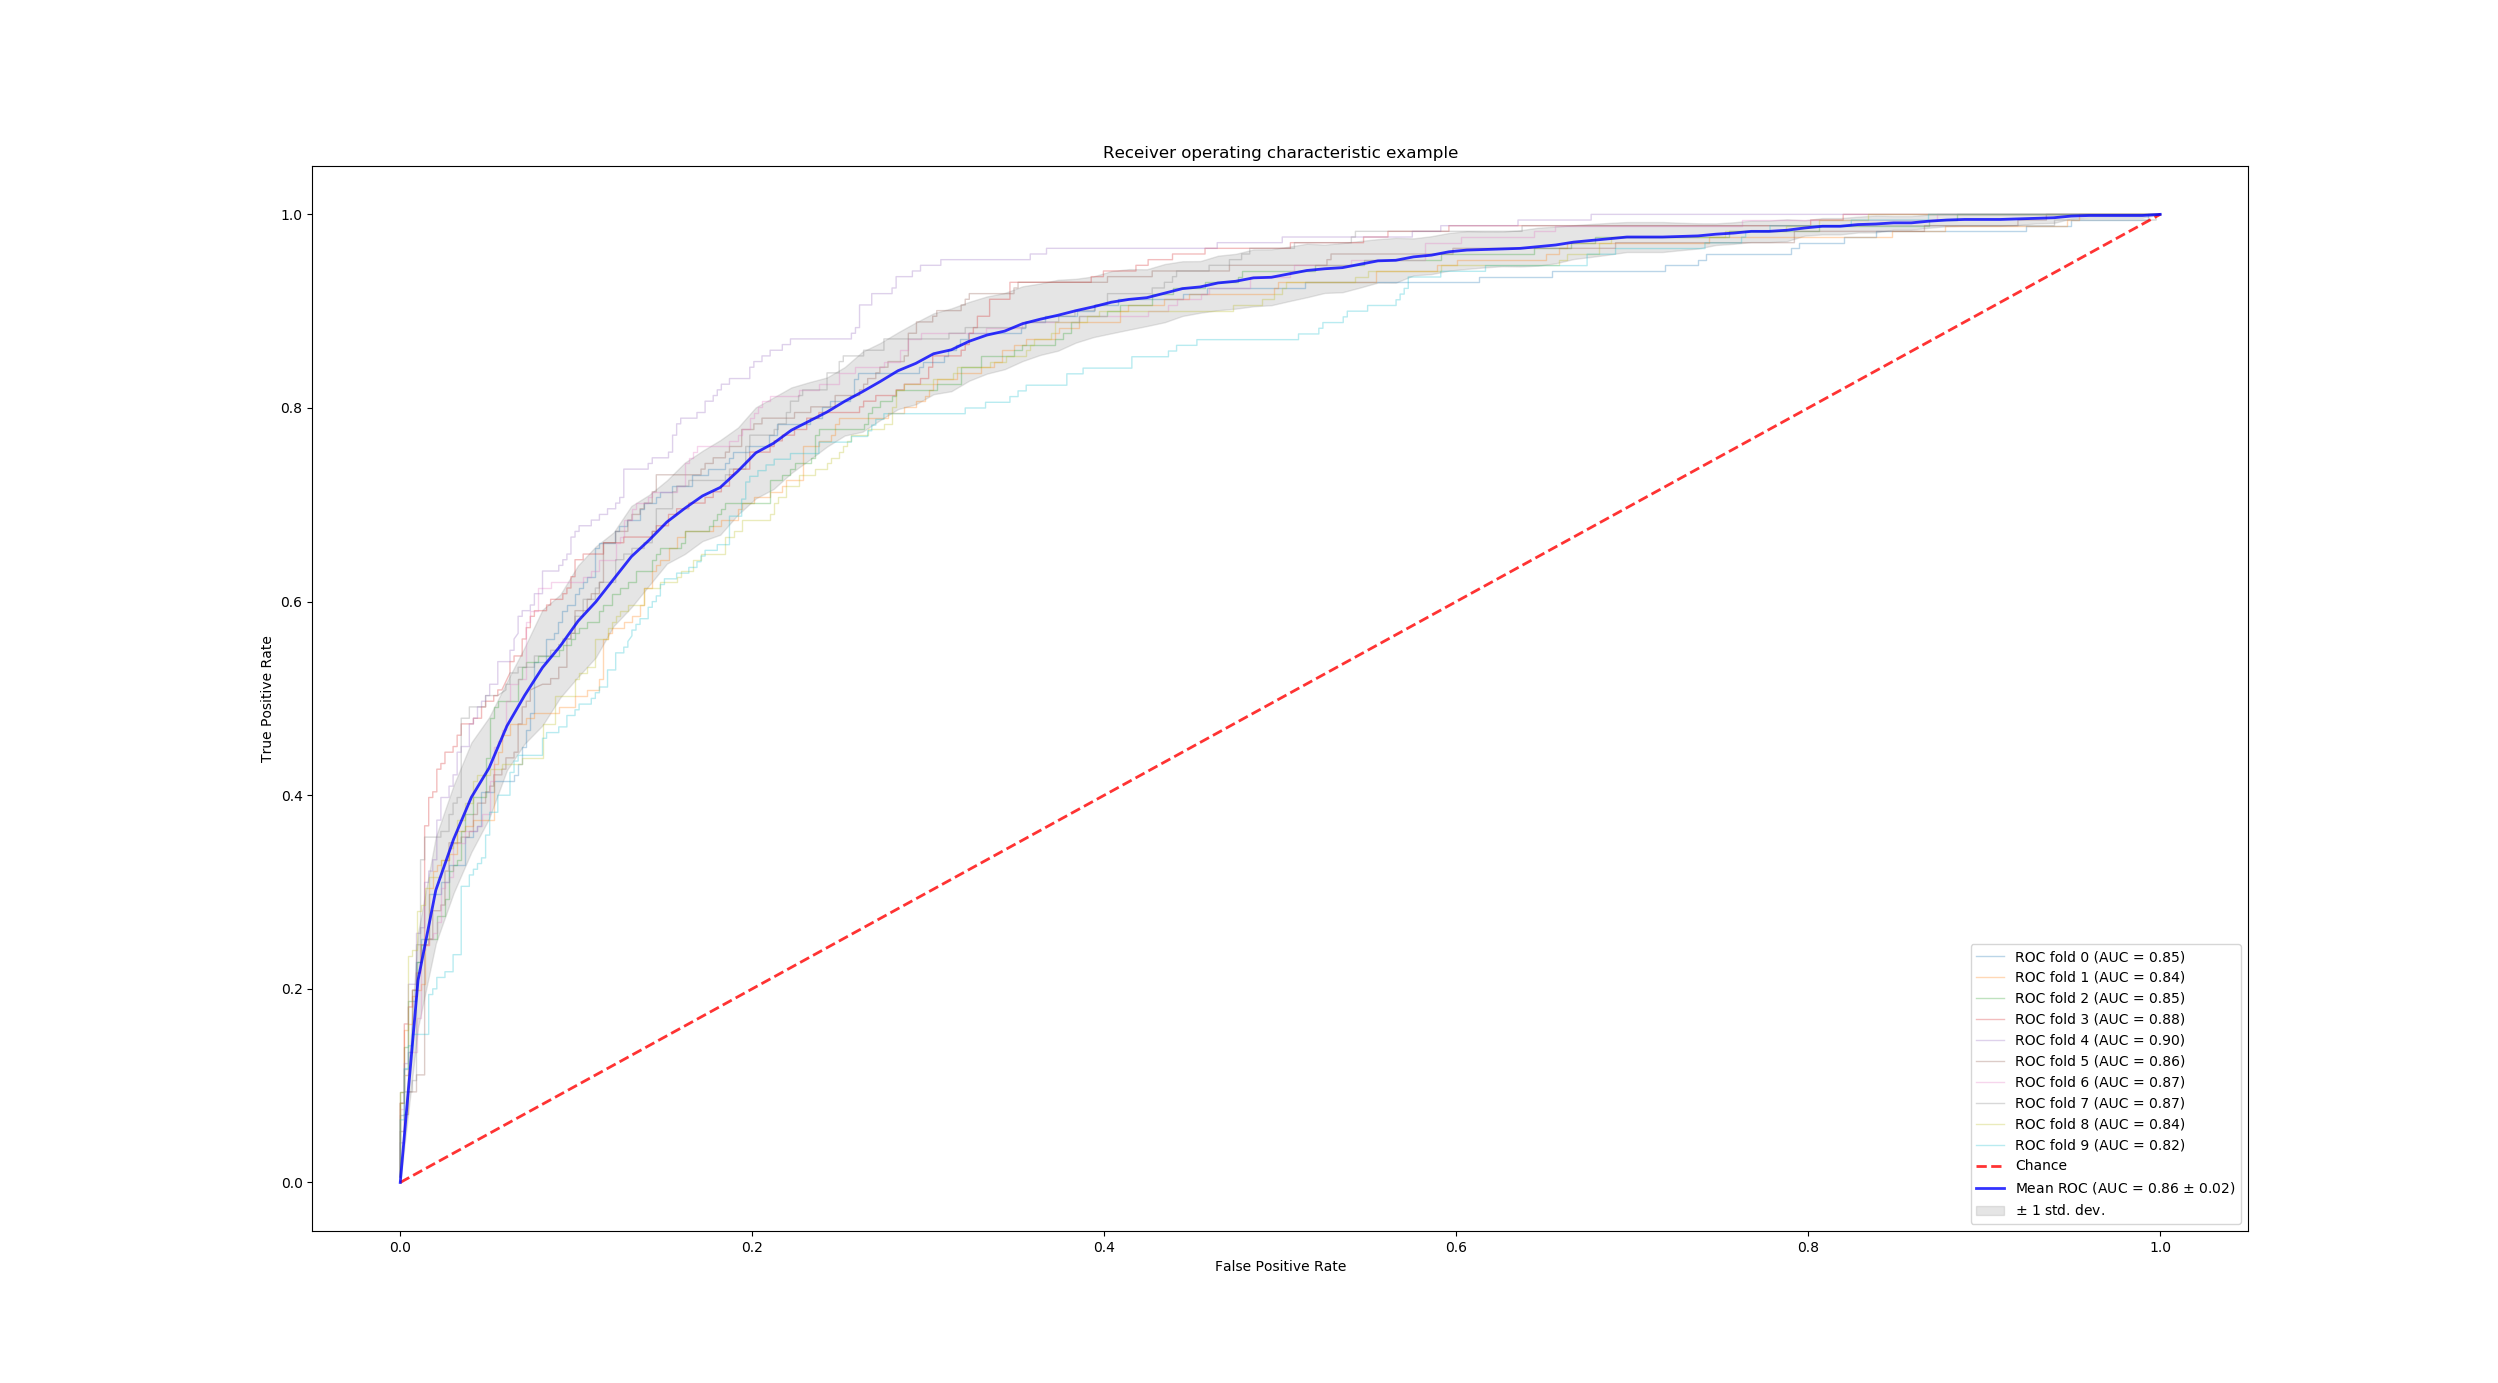 Receiver operating characteristic example
1.0
0.8
0.6
0.4
0.2
0.0
True Positive Rate
0.0 0.2 0.4 0.6 0.8 1.0
False Positive Rate
ROC fold 0 (AUC = 0.85)
ROC fold 1 (AUC = 0.84)
ROC fold 2 (AUC = 0.85)
ROC fold 3 (AUC = 0.88)
ROC fold 4 (AUC = 0.90)
ROC fold 5 (AUC = 0.86)
ROC fold 6 (AUC = 0.87)
ROC fold 7 (AUC = 0.87)
ROC fold 8 (AUC = 0.84)
ROC fold 9 (AUC = 0.82)
Chance
Mean ROC (AUC = 0.86 ± 0.02)
± 1 std. dev.